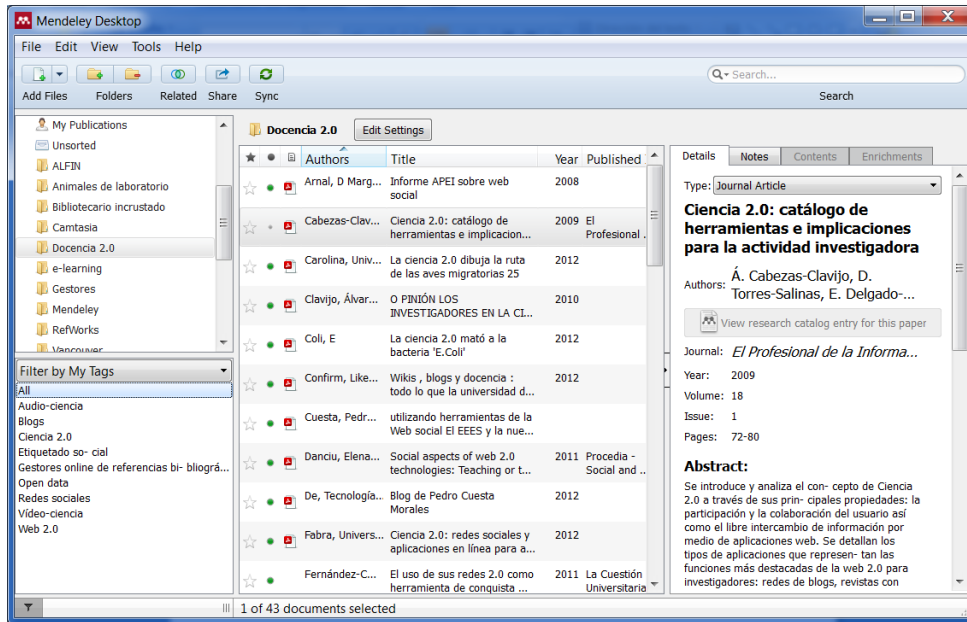 Mendeley Desktop
File Edit View Tools Help
Search...
Add Files Folders Related Share Sync Search
My Publications
Unsorted
ALFIN
Animales de laboratorio
Bibliotecario incrustado
Camtasia
Docencia 2.0
e-learning
Gestores
Mendeley
RefWorks
Vancouver
Filter by My Tags
All
Audio-ciencia
Blogs
Ciencia 2.0
Etiquetado so- cial
Gestores online de referencias bi- bliográ...
Open data
Redes sociales
Vídeo-ciencia
Web 2.0
Docencia 2.0 Edit Settings
Authors Title Year Published
Arnal, D Marg... Informe APEI sobre web 2008
social
Cabezas-Clav... Ciencia 2.0: catálogo de 2009 El
herramientas e implicacion... Profesional .
Carolina, Univ... La ciencia 2.0 dibuja la ruta 2012
de las aves migratorias 25
Clavijo, Álvar... O PINIÓN LOS 2010
INVESTIGADORES EN LA CI...
Coli, E La ciencia 2.0 mató a la 2012
bacteria 'E.Coli'
Confirm, Like... Wikis , blogs y docencia : 2012
todo lo que la universidad d...
Cuesta, Pedr... utilizando herramientas de la
Web social El EEES y la nue...
Danciu, Elena... Social aspects of web 2.0 2011 Procedia -
technologies: Teaching or t... Social and ..
De, Tecnología... Blog de Pedro Cuesta 2012
Morales
Fabra, Univers... Ciencia 2.0: redes sociales y 2012
aplicaciones en línea para a...
Fernández-C... El uso de sus redes 2.0 como 2011 La Cuestión
herramienta de conquista ... Universitaria
1 of 43 documents selected
Details Notes Contents Enrichments
Type: Journal Article
Ciencia 2.0: catálogo de
herramientas e implicaciones
para la actividad investigadora
Authors: Á. Cabezas-Clavijo, D.
Torres-Salinas, E. Delgado-...
View research catalog entry for this paper
Journal: El Profesional de la Informa...
Year: 2009
Volume: 18
Issue: 1
Pages: 72-80
Abstract:
Se introduce y analiza el con- cepto de Ciencia
2.0 a través de sus prin- cipales propiedades: la
participación y la colaboración del usuario así
como el libre intercambio de información por
medio de aplicaciones web. Se detallan los
tipos de aplicaciones que represen- tan las
funciones más destacadas de la web 2.0 para
investigadores: redes de blogs, revistas con